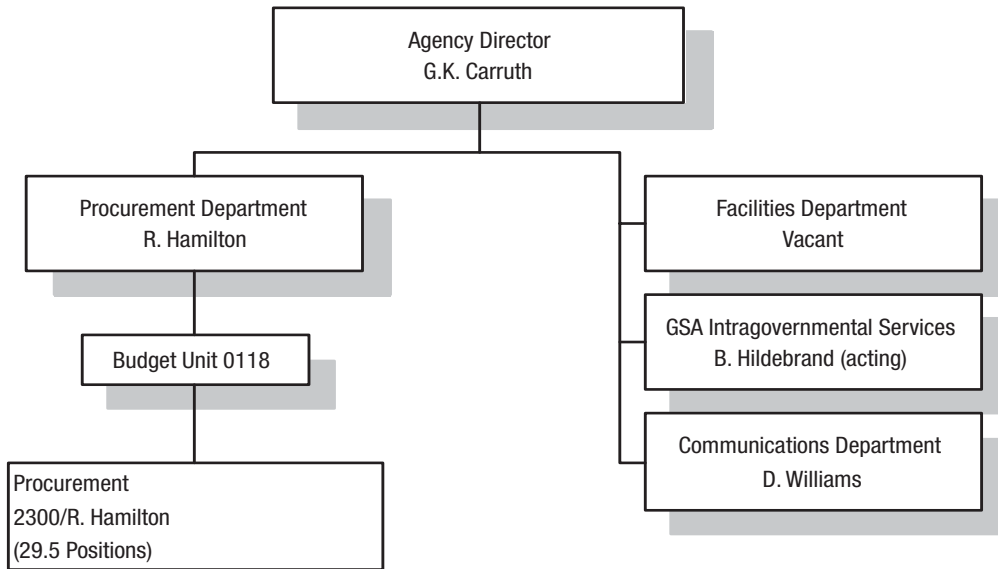 Agency Director
G.K. Carruth
Procurement Department
R. Hamilton
Budget Unit 0118
Procurement
2300/R. Hamilton
(29.5 Positions)
Facilities Department
Vacant
GSA Intragovernmental Services
B. Hildebrand (acting)
Communications Department
D. Williams